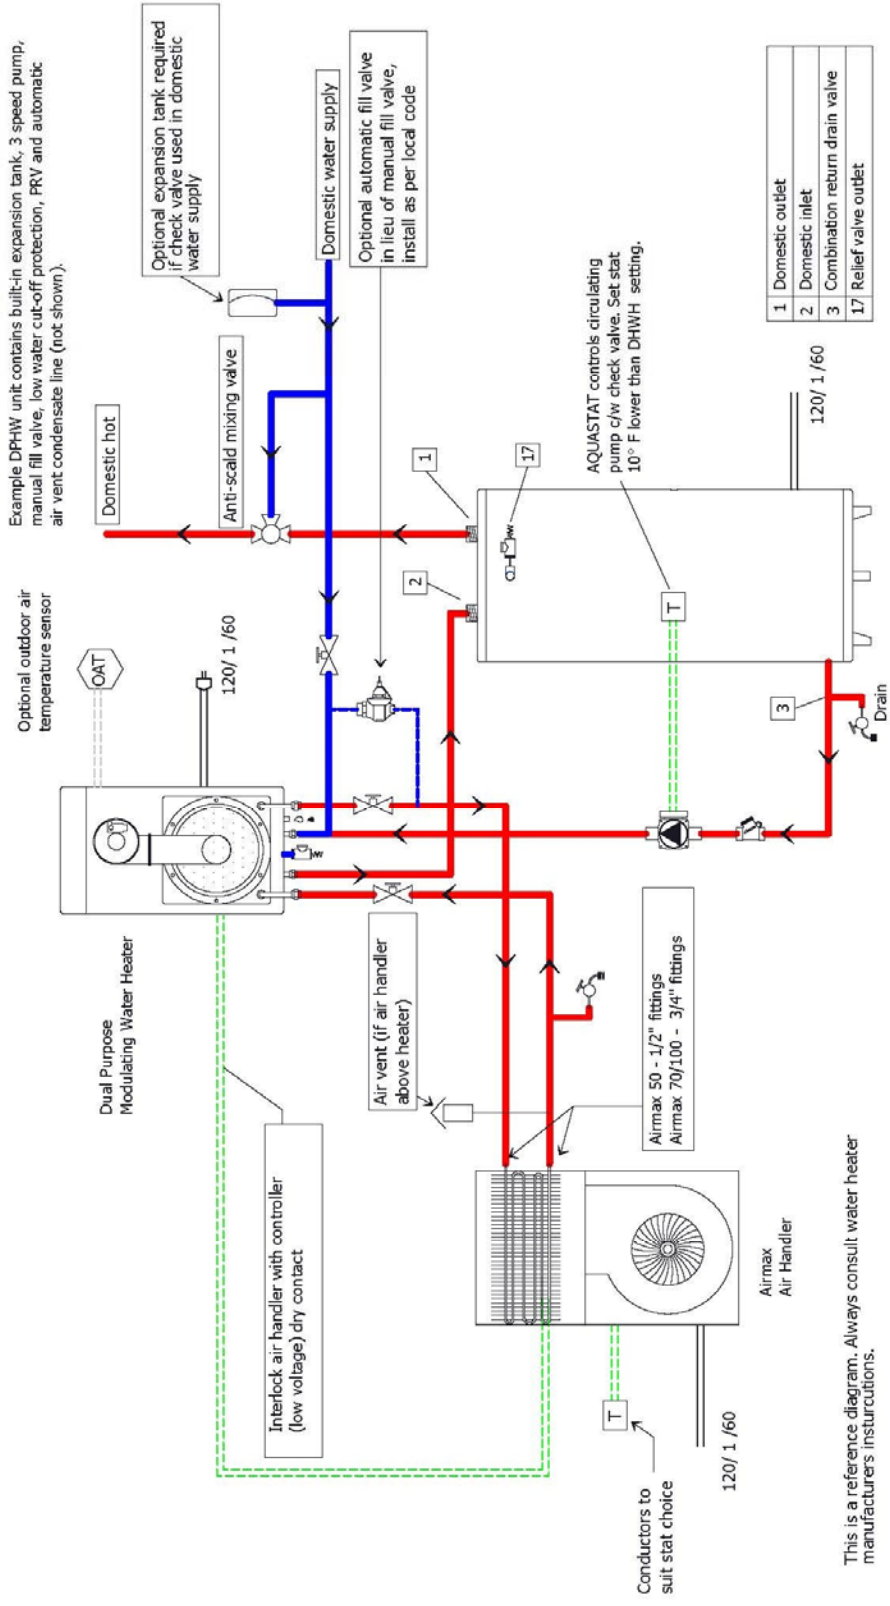 Example DPHW unit contains built-in expansion tank, 3 speed pump,
manual fill valve, low water cut-off protection, PRV and automatic
air vent condensate line (not shown).
Optional outdoor air
temperature sensor
OAT
120/ 1 /60
Dual Purpose
Modulating Water Heater
Domestic hot
Optional expansion tank required
if check valve used in domestic
water supply
Anti-scald mixing valve
Domestic water supply
Optional automatic fill valve
in lieu of manual fill valve,
install as per local code
Interlock air handler with controller
(low voltage) dry contact
Air vent (if air handler
above heater)
2
1
17
AQUASTAT controls circulating
pump c/w check valve. Set stat
10° F lower than DHWH setting.
T
3
Drain
120/ 1 /60
Airmax 50 - 1/2" fittings
Airmax 70/100 - 3/4" fittings
T
Conductors to
suit stat choice
120/ 1 /60
Airmax
Air Handler
1 Domestic outlet
2 Domestic inlet
3 Combination return drain valve
17 Relief valve outlet
This is a reference diagram. Always consult water heater
manufacturers insturcutions.